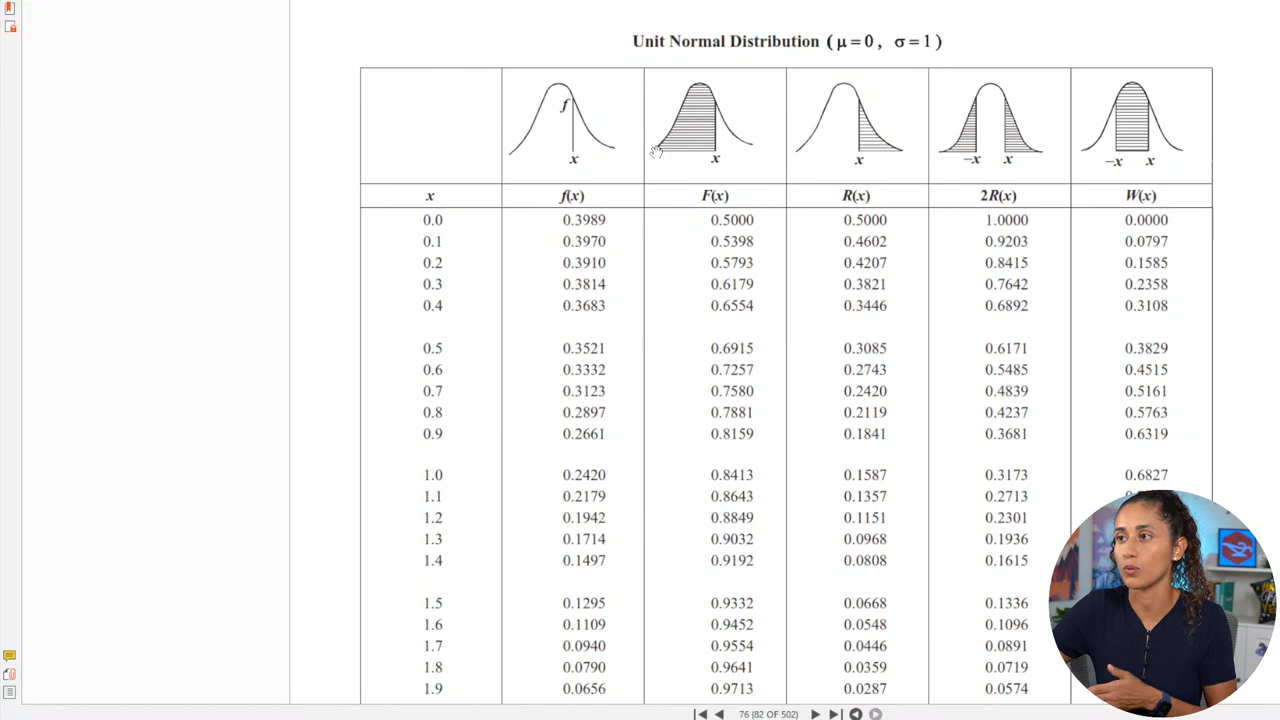 Unit Normal Distribution (μ=0, σ=1)
f
x
x
x
−x x
−x x
x f(x) F(x) R(x) 2R(x) W(x)
0.0 0.3989 0.5000 0.5000 1.0000 0.0000
0.1 0.3970 0.5398 0.4602 0.9203 0.0797
0.2 0.3910 0.5793 0.4207 0.8415 0.1585
0.3 0.3814 0.6179 0.3821 0.7642 0.2358
0.4 0.3683 0.6554 0.3446 0.6892 0.3108
0.5 0.3521 0.6915 0.3085 0.6171 0.3829
0.6 0.3332 0.7257 0.2743 0.5485 0.4515
0.7 0.3123 0.7580 0.2420 0.4839 0.5161
0.8 0.2897 0.7881 0.2119 0.4237 0.5763
0.9 0.2661 0.8159 0.1841 0.3681 0.6319
1.0 0.2420 0.8413 0.1587 0.3173 0.6827
1.1 0.2179 0.8643 0.1357 0.2713
1.2 0.1942 0.8849 0.1151 0.2301
1.3 0.1714 0.9032 0.0968 0.1936
1.4 0.1497 0.9192 0.0808 0.1615
1.5 0.1295 0.9332 0.0668 0.1336
1.6 0.1109 0.9452 0.0548 0.1096
1.7 0.0940 0.9554 0.0446 0.0891
1.8 0.0790 0.9641 0.0359 0.0719
1.9 0.0656 0.9713 0.0287 0.0574
76 (82 OF 502)